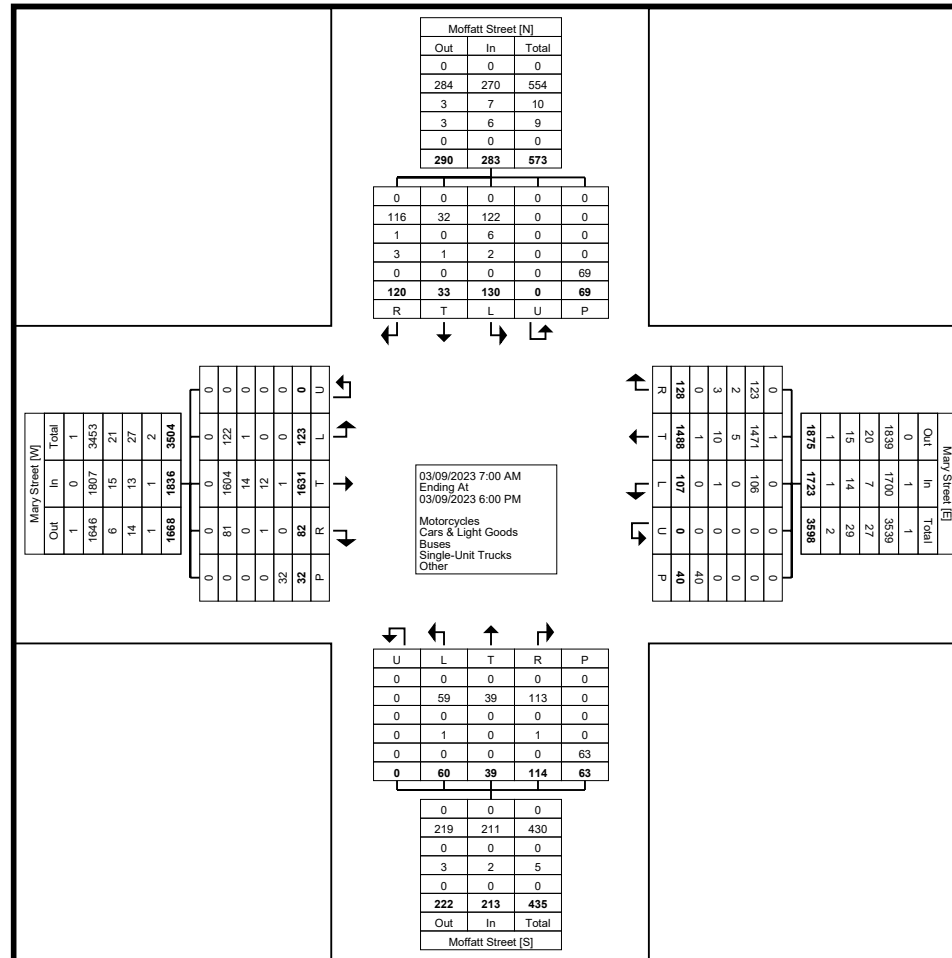 Moffatt Street [N]
Out In Total
0 0 0
284 270 554
3 7 10
3 6 9
0 0 0
290 283 573
0 0 0 0 0
116 32 122 0 0
1 0 6 0 0
3 1 2 0 0
0 0 0 0 69
120 33 130 0 69
R T L U P
U L T R P
0 123 1631 82 32
0 0 1 0 32
0 0 12 1 0
0 1 14 0 0
0 122 1604 81 0
0 0 0 0 0
3504 1836 1668
2 1 1
27 13 14
21 15 6
3453 1807 1646
1 0 1
Total In Out
Mary Street [W]
03/09/2023 7:00 AM
Ending At
03/09/2023 6:00 PM
Motorcycles
Cars & Light Goods
Buses
Single-Unit Trucks
Other
Mary Street [E]
Out In Total
0 1 1
1839 1700 3539
20 7 27
15 14 29
1 1 2
1875 1723 3598
0 1 0 0 0
123 1471 106 0 0
2 5 0 0 0
3 10 1 0 0
0 1 0 0 40
128 1488 107 0 40
R T L U P
U L T R P
0 0 0 0 0
0 59 39 113 0
0 0 0 0 0
0 1 0 1 0
0 0 0 0 63
0 60 39 114 63
0 0 0
219 211 430
0 0 0
3 2 5
0 0 0
222 213 435
Out In Total
Moffatt Street [S]